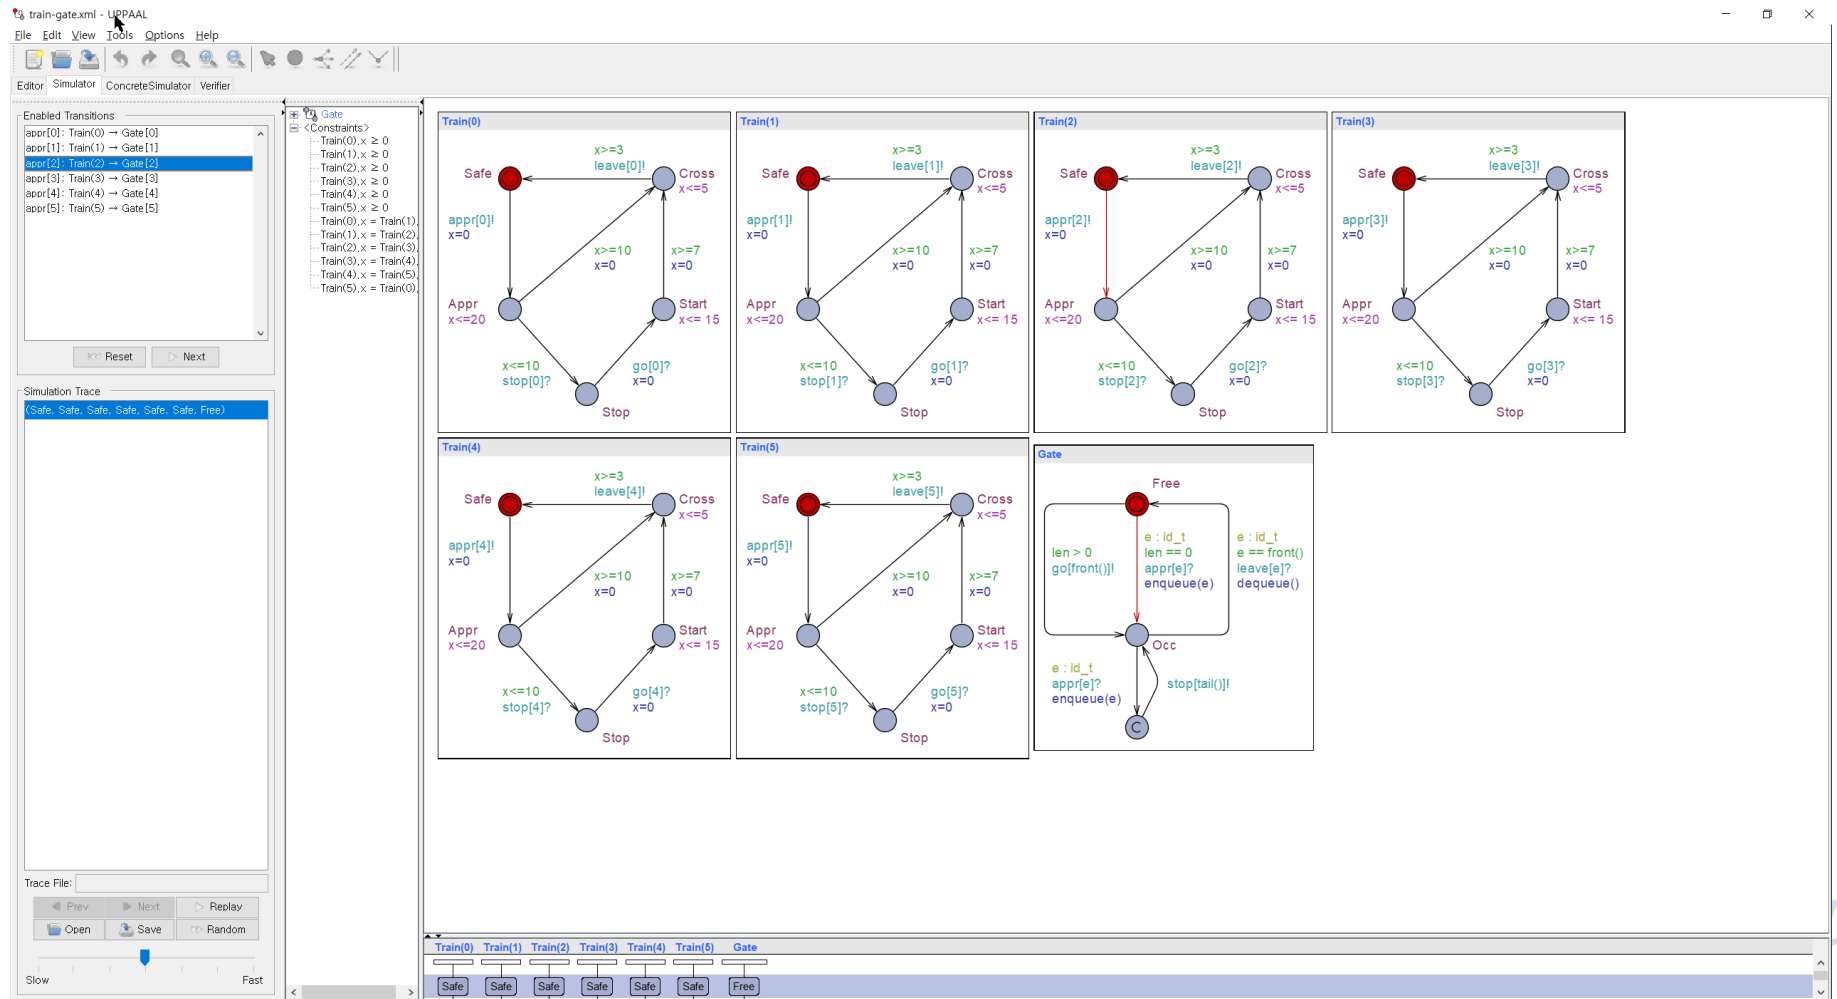 train-gate.xml - UPPAAL
File Edit View Tools Options Help
Editor Simulator ConcreteSimulator Verifier
Enabled Transitions
appr[0]: Train(0) → Gate[0]
appr[1]: Train(1) → Gate[1]
appr[2]: Train(2) → Gate[2]
appr[3]: Train(3) → Gate[3]
appr[4]: Train(4) → Gate[4]
appr[5]: Train(5) → Gate[5]
Reset Next
Simulation Trace
(Safe, Safe, Safe, Safe, Safe, Safe, Free)
Trace File:
Prev Next Replay
Open Save Random
Slow Fast
Gate
<Constraints>
Train(0).x ≥ 0
Train(1).x ≥ 0
Train(2).x ≥ 0
Train(3).x ≥ 0
Train(4).x ≥ 0
Train(5).x ≥ 0
Train(0).x = Train(1).
Train(1).x = Train(2).
Train(2).x = Train(3).
Train(3).x = Train(4).
Train(4).x = Train(5).
Train(5).x = Train(0).
Train(0)
x>=3
leave[0]!
Safe
Cross
x<=5
appr[0]!
x=0
x>=10
x=0
x>=7
x=0
Appr
x<=20
Start
x<= 15
x<=10
stop[0]?
go[0]?
x=0
Stop
Train(1)
x>=3
leave[1]!
Safe
Cross
x<=5
appr[1]!
x=0
x>=10
x=0
x>=7
x=0
Appr
x<=20
Start
x<= 15
x<=10
stop[1]?
go[1]?
x=0
Stop
Train(2)
x>=3
leave[2]!
Safe
Cross
x<=5
appr[2]!
x=0
x>=10
x=0
x>=7
x=0
Appr
x<=20
Start
x<= 15
x<=10
stop[2]?
go[2]?
x=0
Stop
Train(3)
x>=3
leave[3]!
Safe
Cross
x<=5
appr[3]!
x=0
x>=10
x=0
x>=7
x=0
Appr
x<=20
Start
x<= 15
x<=10
stop[3]?
go[3]?
x=0
Stop
Train(4)
x>=3
leave[4]!
Safe
Cross
x<=5
appr[4]!
x=0
x>=10
x=0
x>=7
x=0
Appr
x<=20
Start
x<= 15
x<=10
stop[4]?
go[4]?
x=0
Stop
Train(5)
x>=3
leave[5]!
Safe
Cross
x<=5
appr[5]!
x=0
x>=10
x=0
x>=7
x=0
Appr
x<=20
Start
x<= 15
x<=10
stop[5]?
go[5]?
x=0
Stop
Gate
Free
len > 0
go[front()]!
e : id_t
len == 0
appr[e]?
enqueue(e)
e : id_t
e == front()
leave[e]?
dequeue()
Occ
e : id_t
appr[e]?
enqueue(e)
stop[tail()]!
C
Train(0) Train(1) Train(2) Train(3) Train(4) Train(5) Gate
Safe Safe Safe Safe Safe Safe Free